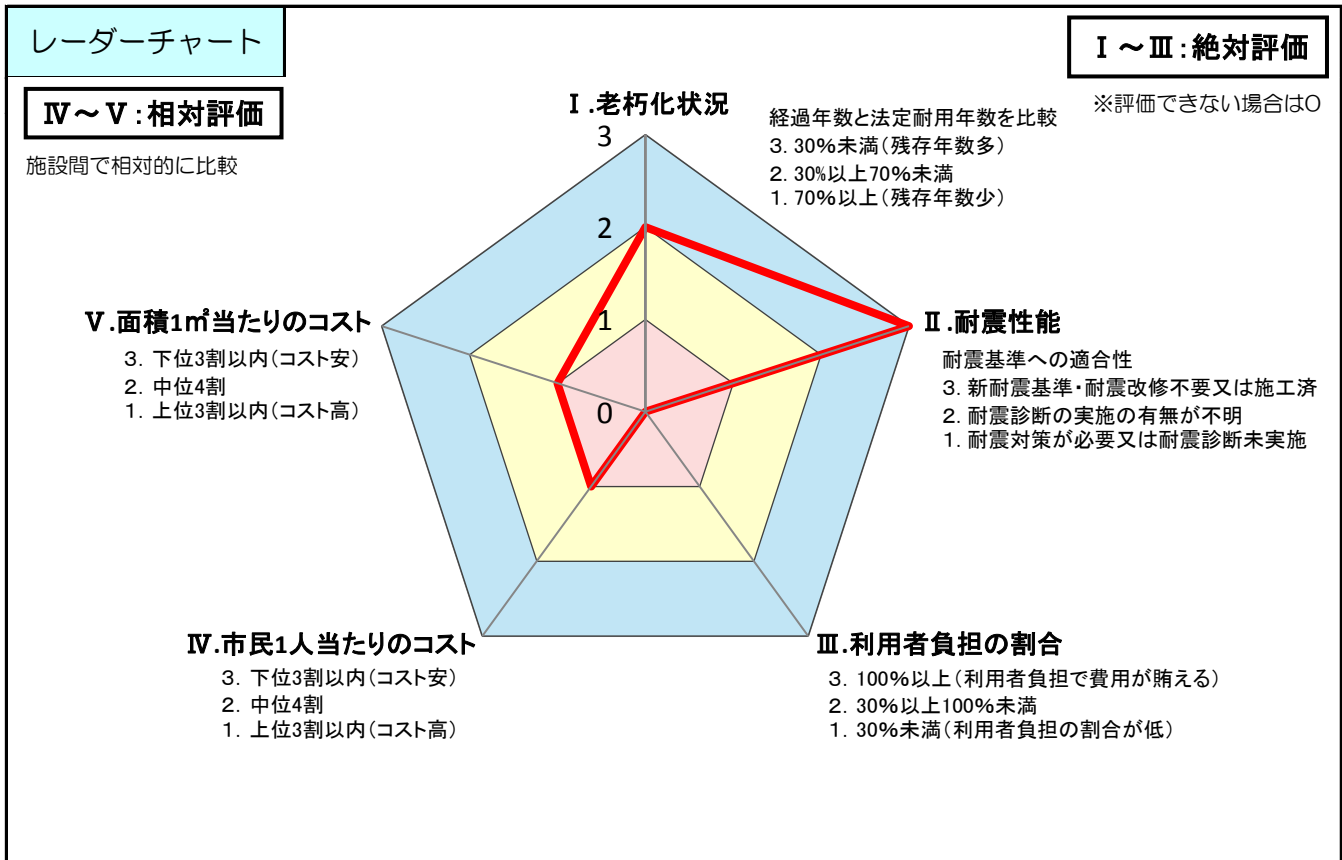 レーダーチャート
Ⅰ～Ⅲ:絶対評価
※評価できない場合は0
Ⅳ～Ⅴ:相対評価
施設間で相対的に比較
Ⅰ.老朽化状況
経過年数と法定耐用年数を比較
3. 30%未満(残存年数多)
2. 30%以上70%未満
1. 70%以上(残存年数少)
3
2
1
0
Ⅱ.耐震性能
耐震基準への適合性
3. 新耐震基準・耐震改修不要又は施工済
2. 耐震診断の実施の有無が不明
1. 耐震対策が必要又は耐震診断未実施
Ⅴ.面積1㎡当たりのコスト
3. 下位3割以内(コスト安)
2. 中位4割
1. 上位3割以内(コスト高)
Ⅳ.市民1人当たりのコスト
3. 下位3割以内(コスト安)
2. 中位4割
1. 上位3割以内(コスト高)
Ⅲ.利用者負担の割合
3. 100%以上(利用者負担で費用が賄える)
2. 30%以上100%未満
1. 30%未満(利用者負担の割合が低)